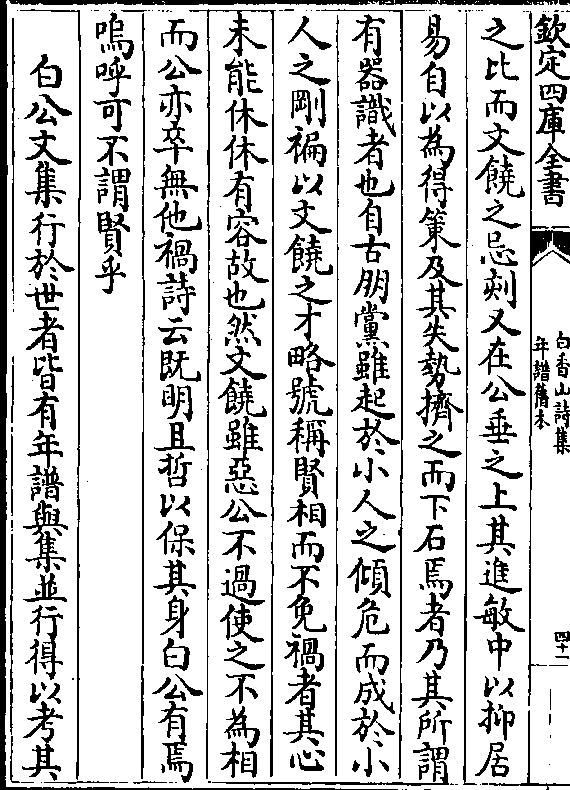 欽定四庫全書
白香山詩集
年譜舊本
四十一
之比而文饒之忌刻又在公垂之上其進敏中以抑居
易自以為得策及其失勢擠之而下石焉者乃其所謂
有器識者也自古朋黨雖起於小人之傾危而成於小
人之剛褊以文饒之才略號稱賢相而不免禍者其心
未能休休有容故也然文饒雖惡公不過使之不為相
而公亦卒無他禍詩云既明且哲以保其身白公有焉
嗚呼可不謂賢乎
白公文集行於世者皆有年譜與集並行得以考其